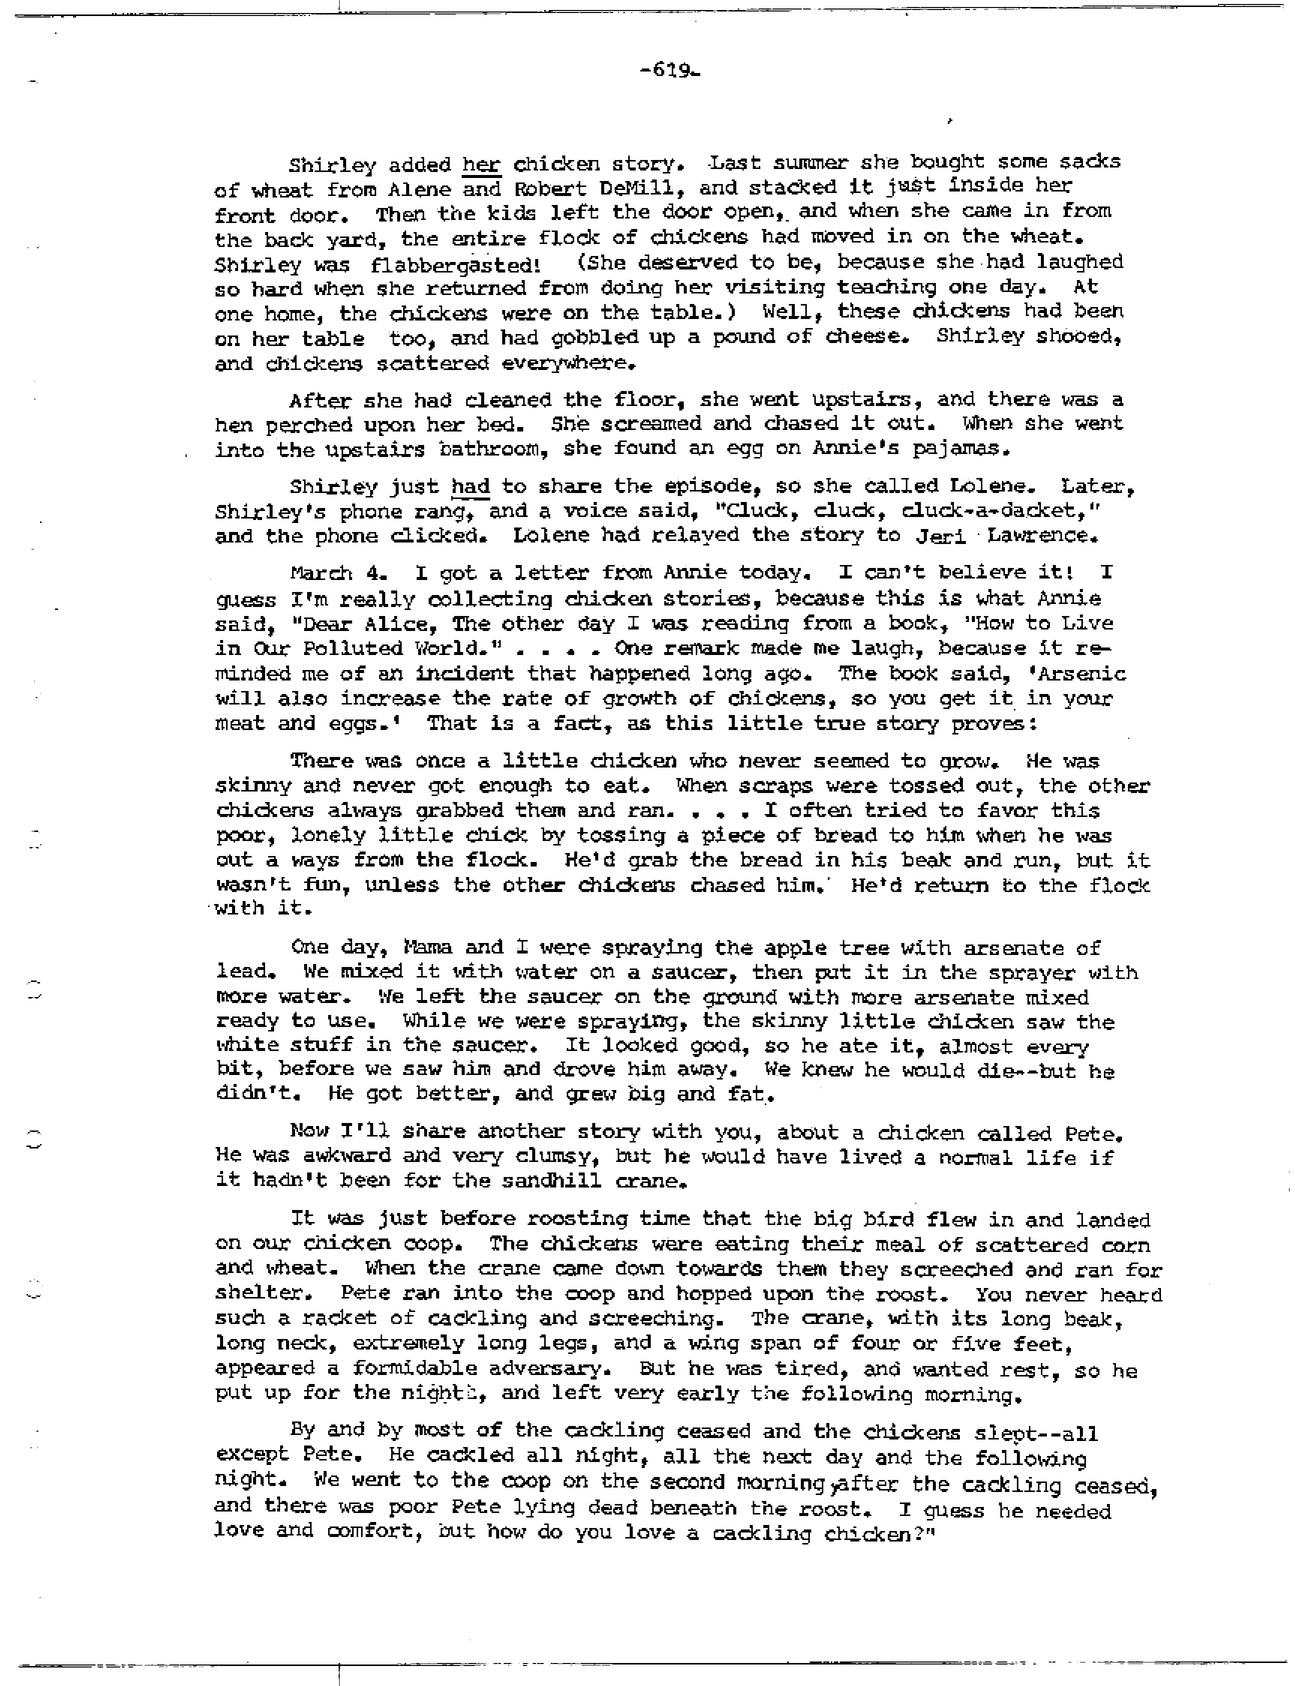 -619-
Shirley added her chicken story. Last summer she bought some sacks
of wheat from Alene and Robert DeMill, and stacked it just inside her
front door. Then the kids left the door open, and when she came in from
the back yard, the entire flock of chickens had moved in on the wheat.
Shirley was flabbergasted! (She deserved to be, because she had laughed
so hard when she returned from doing her visiting teaching one day. At
one home, the chickens were on the table.) Well, these chickens had been
on her table too, and had gobbled up a pound of cheese. Shirley shooed,
and chickens scattered everywhere.
After she had cleaned the floor, she went upstairs, and there was a
hen perched upon her bed. She screamed and chased it out. When she went
into the upstairs bathroom, she found an egg on Annie's pajamas.
Shirley just had to share the episode, so she called Lolene. Later,
Shirley's phone rang, and a voice said, "Cluck, cluck, cluck-a-dacket,"
and the phone clicked. Lolene had relayed the story to Jeri Lawrence.
March 4. I got a letter from Annie today. I can't believe it! I
guess I'm really collecting chicken stories, because this is what Annie
said, "Dear Alice, The other day I was reading from a book, "How to Live
in Our Polluted World." . . . . One remark made me laugh, because it re-
minded me of an incident that happened long ago. The book said, 'Arsenic
will also increase the rate of growth of chickens, so you get it in your
meat and eggs.' That is a fact, as this little true story proves:
There was once a little chicken who never seemed to grow. He was
skinny and never got enough to eat. When scraps were tossed out, the other
chickens always grabbed them and ran. . . . I often tried to favor this
poor, lonely little chick by tossing a piece of bread to him when he was
out a ways from the flock. He'd grab the bread in his beak and run, but it
wasn't fun, unless the other chickens chased him. He'd return to the flock
with it.
One day, Mama and I were spraying the apple tree with arsenate of
lead. We mixed it with water on a saucer, then put it in the sprayer with
more water. We left the saucer on the ground with more arsenate mixed
ready to use. While we were spraying, the skinny little chicken saw the
white stuff in the saucer. It looked good, so he ate it, almost every
bit, before we saw him and drove him away. We knew he would die--but he
didn't. He got better, and grew big and fat.
Now I'll share another story with you, about a chicken called Pete.
He was awkward and very clumsy, but he would have lived a normal life if
it hadn't been for the sandhill crane.
It was just before roosting time that the big bird flew in and landed
on our chicken coop. The chickens were eating their meal of scattered corn
and wheat. When the crane came down towards them they screeched and ran for
shelter. Pete ran into the coop and hopped upon the roost. You never heard
such a racket of cackling and screeching. The crane, with its long beak,
long neck, extremely long legs, and a wing span of four or five feet,
appeared a formidable adversary. But he was tired, and wanted rest, so he
put up for the night, and left very early the following morning.
By and by most of the cackling ceased and the chickens slept--all
except Pete. He cackled all night, all the next day and the following
night. We went to the coop on the second morning, after the cackling ceased,
and there was poor Pete lying dead beneath the roost. I guess he needed
love and comfort, but how do you love a cackling chicken?"